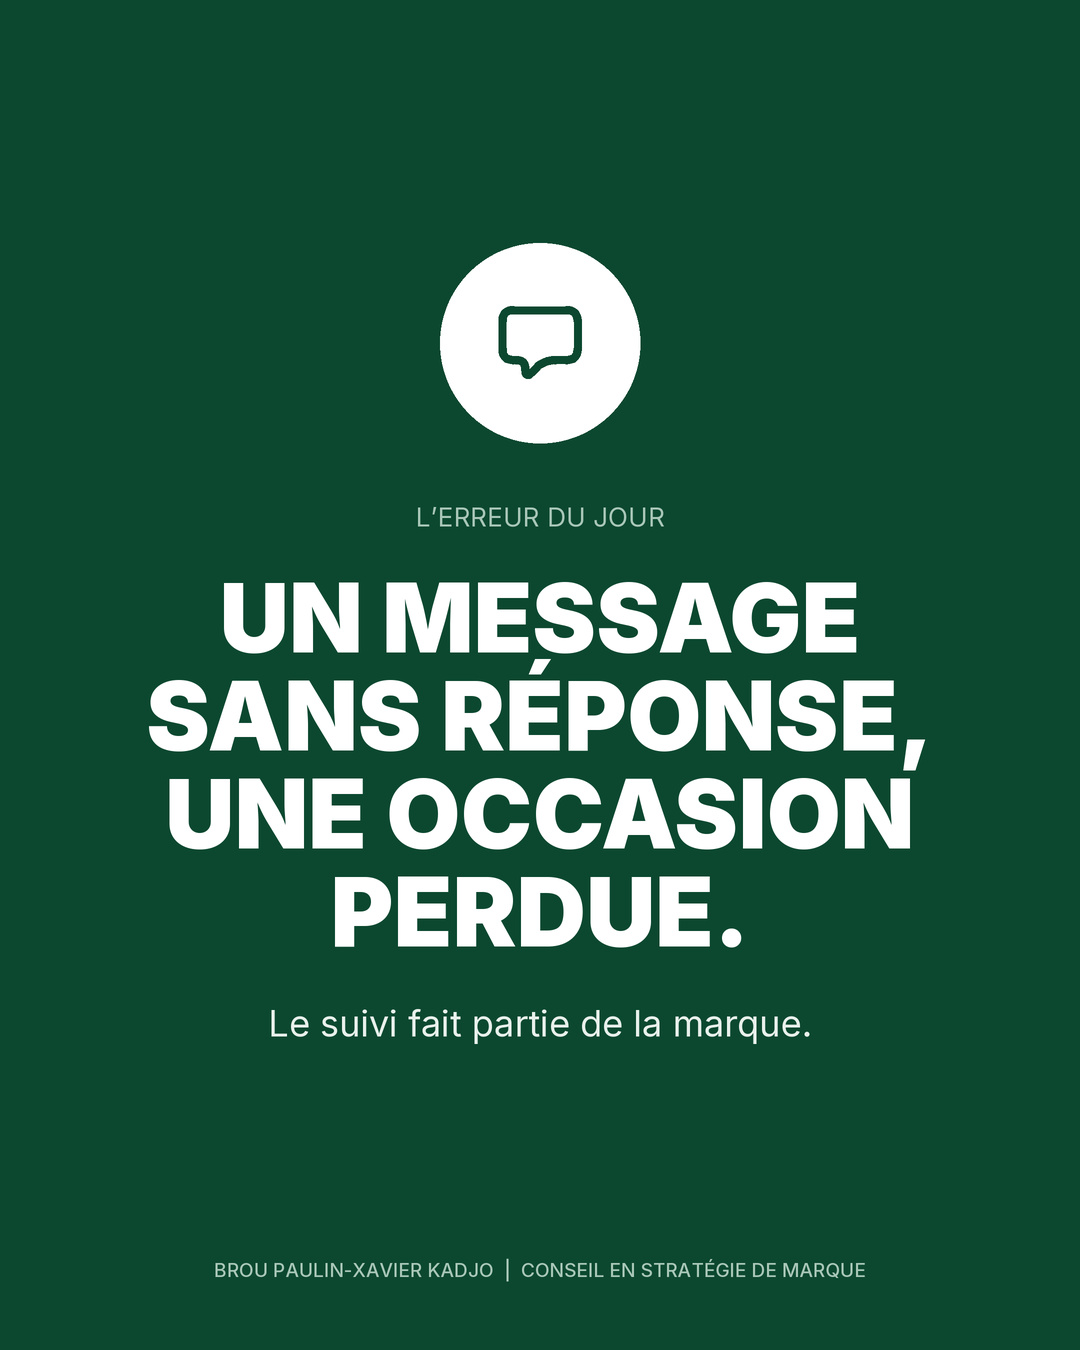 L’ERREUR DU JOUR
UN MESSAGE
SANS RÉPONSE,
UNE OCCASION
PERDUE.
Le suivi fait partie de la marque.
BROU PAULIN-XAVIER KADJO | CONSEIL EN STRATÉGIE DE MARQUE